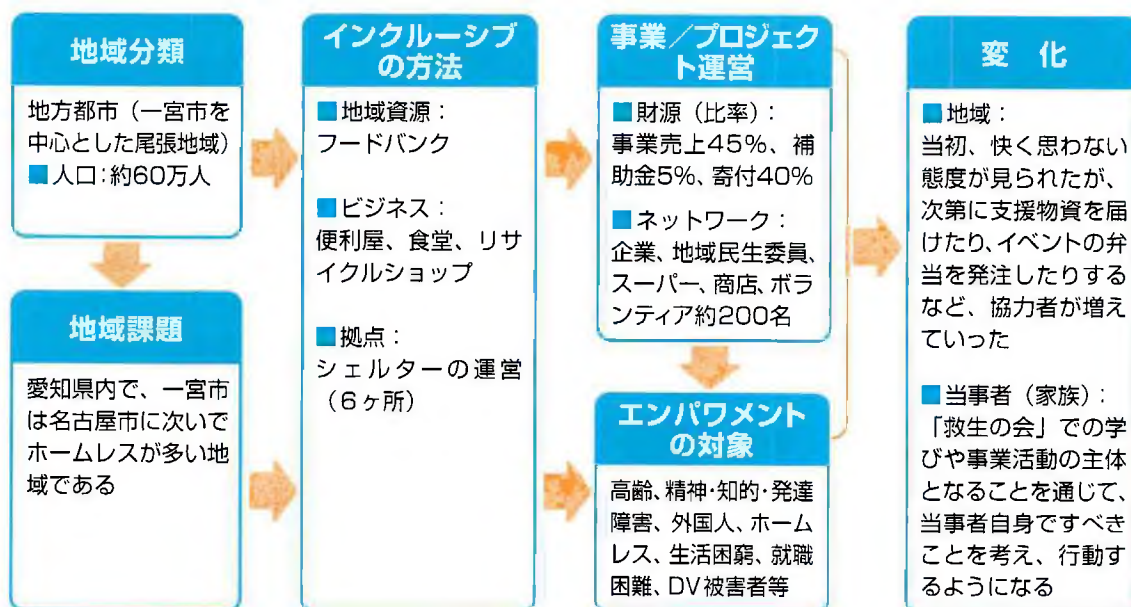 地域分類
地方都市（一宮市を
中心とした尾張地域）
■人口：約60万人
地域課題
愛知県内で、一宮市
は名古屋市に次いで
ホームレスが多い地
域である
インクルーシブ
の方法
■地域資源：
フードバンク
■ビジネス：
便利屋、食堂、リサ
イクルショップ
■拠点：
シェルターの運営
（6ヶ所）
事業／プロジェク
ト運営
■財源（比率）：
事業売上45%、補
助金5%、寄付40%
■ネットワーク：
企業、地域民生委員、
スーパー、商店、ボラ
ンティア約200名
エンパワメント
の対象
高齢、精神・知的・発達
障害、外国人、ホーム
レス、生活困窮、就職
困難、DV被害者等
変　化
■地域：
当初、快く思わない
態度が見られたが、
次第に支援物資を届
けたり、イベントの弁
当を発注したりする
など、協力者が増え
ていった
■当事者（家族）：
「救生の会」での学
びや事業活動の主体
となることを通じて、
当事者自身ですべき
ことを考え、行動す
るようになる